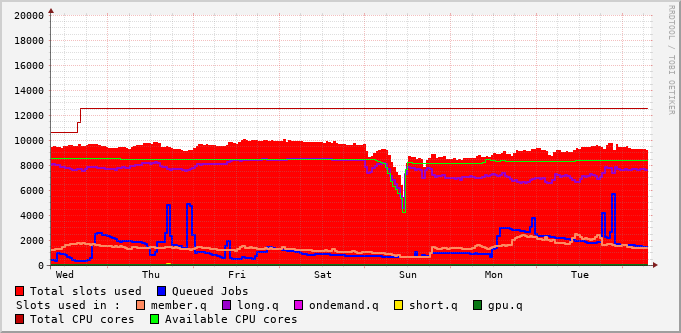 20000
18000
16000
14000
12000
10000
8000
6000
4000
2000
0
Wed Thu Fri Sat Sun Mon Tue
Total slots used Queued Jobs
Slots used in : member.q long.q ondemand.q short.q gpu.q
Total CPU cores Available CPU cores
RRDTOOL / TOBI OETIKER